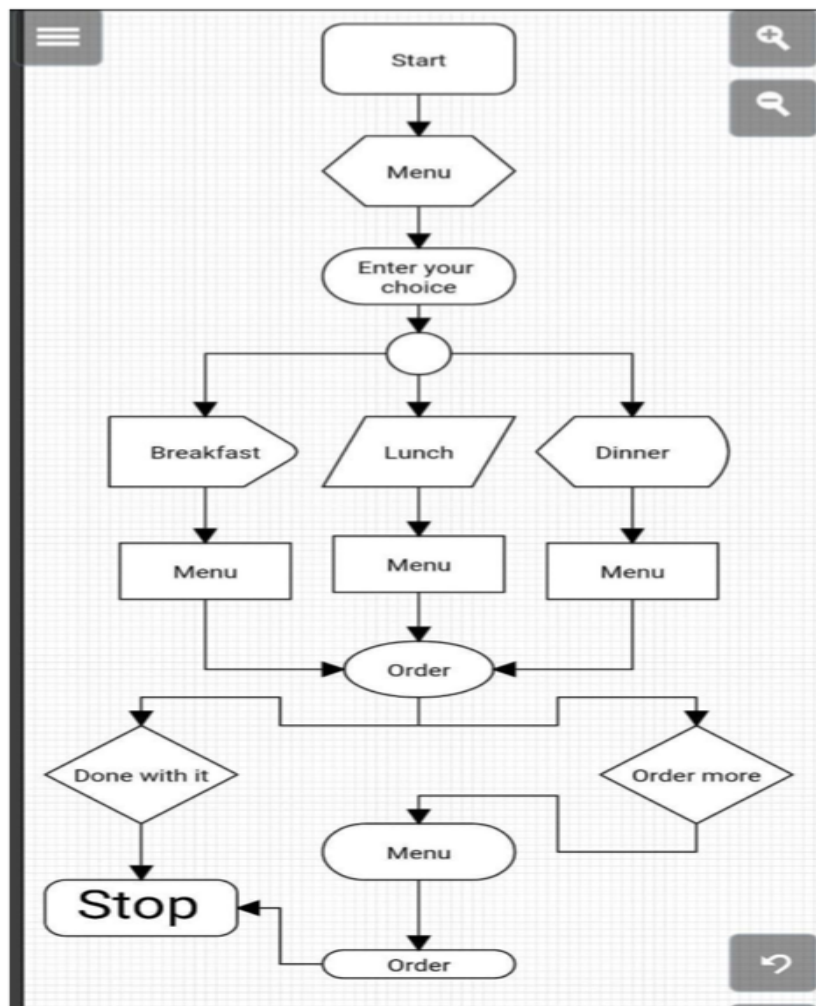 Start
Menu
Enter your
choice
Breakfast
Lunch
Dinner
Menu
Menu
Menu
Order
Done with it
Order more
Menu
Stop
Order